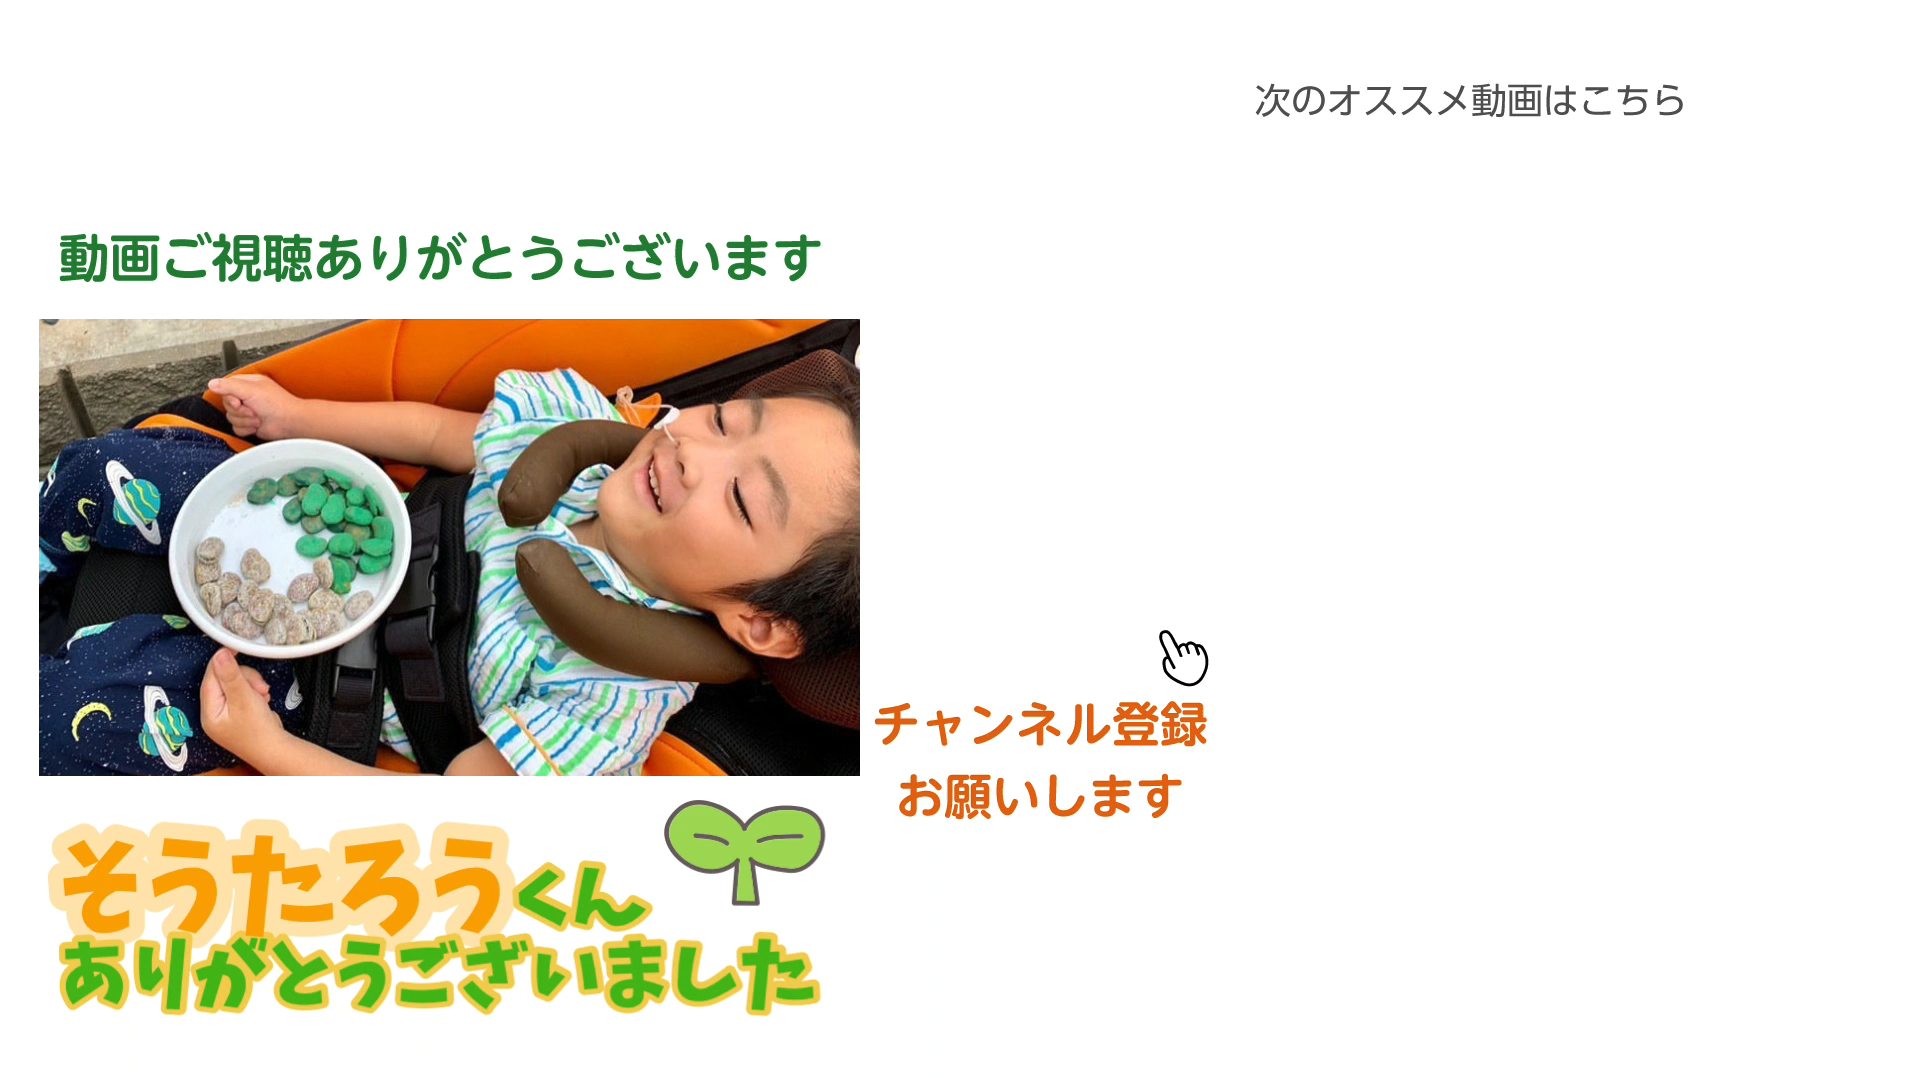 次のオススメ動画はこちら
動画ご視聴ありがとうございます
チャンネル登録
お願いします
そうたろうくん
ありがとうございました